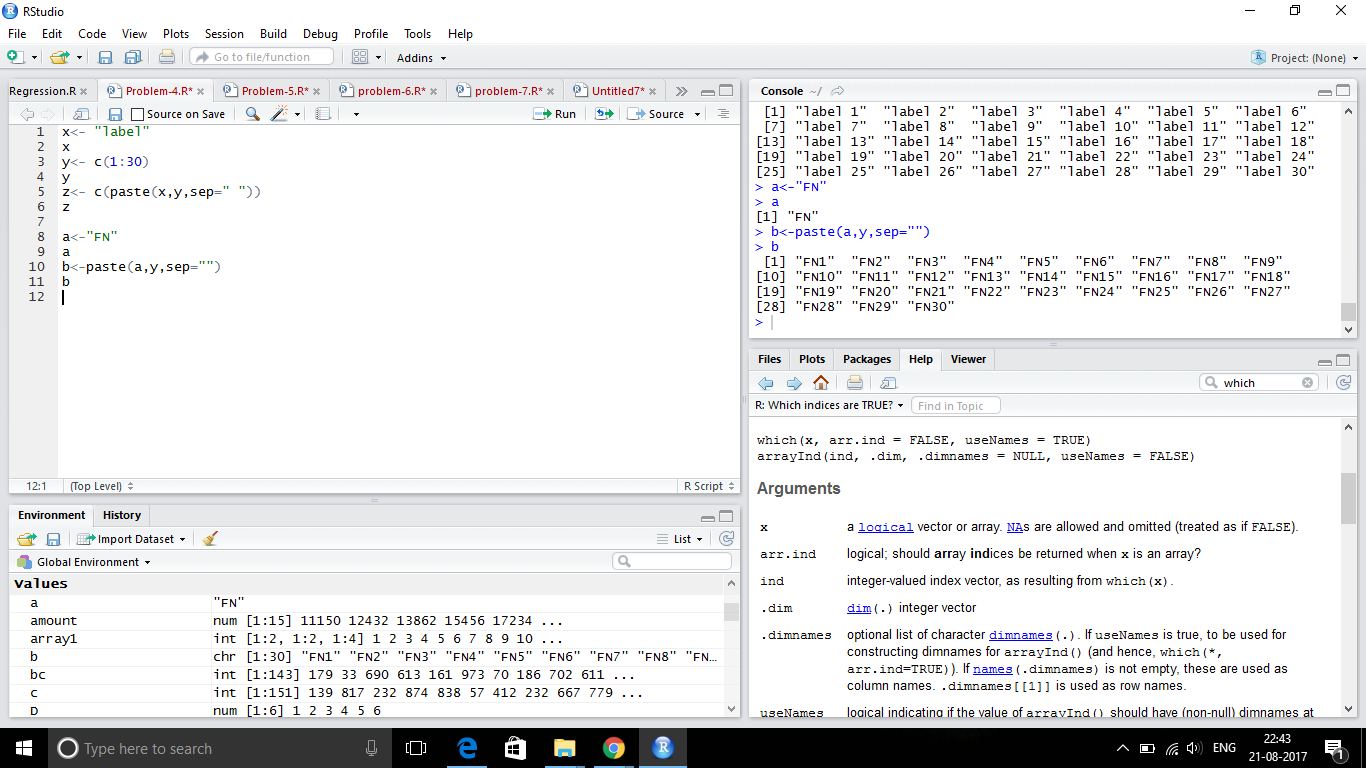 RStudio
File Edit Code View Plots Session Build Debug Profile Tools Help
Go to file/function Addins Project: (None)
Regression.R Problem-4.R* Problem-5.R* problem-6.R* problem-7.R* Untitled7*
Source on Save Run Source
1 x<- "label"
2 x
3 y<- c(1:30)
4 y
5 z<- c(paste(x,y,sep=" "))
6 z
7
8 a<-"FN"
9 a
10 b<-paste(a,y,sep="")
11 b
12
12:1 (Top Level) R Script
Environment History
Import Dataset List
Global Environment
Values
a "FN"
amount num [1:15] 11150 12432 13862 15456 17234 ...
array1 int [1:2, 1:2, 1:4] 1 2 3 4 5 6 7 8 9 10 ...
b chr [1:30] "FN1" "FN2" "FN3" "FN4" "FN5" "FN6" "FN7" "FN8" "FN…
bc int [1:143] 179 33 690 613 161 973 70 186 702 611 ...
c int [1:151] 139 817 232 874 838 57 412 232 667 779 ...
D num [1:6] 1 2 3 4 5 6
Console ~/
[1] "label 1" "label 2" "label 3" "label 4" "label 5" "label 6"
[7] "label 7" "label 8" "label 9" "label 10" "label 11" "label 12"
[13] "label 13" "label 14" "label 15" "label 16" "label 17" "label 18"
[19] "label 19" "label 20" "label 21" "label 22" "label 23" "label 24"
[25] "label 25" "label 26" "label 27" "label 28" "label 29" "label 30"
> a<-"FN"
> a
[1] "FN"
> b<-paste(a,y,sep="")
> b
[1] "FN1" "FN2" "FN3" "FN4" "FN5" "FN6" "FN7" "FN8" "FN9"
[10] "FN10" "FN11" "FN12" "FN13" "FN14" "FN15" "FN16" "FN17" "FN18"
[19] "FN19" "FN20" "FN21" "FN22" "FN23" "FN24" "FN25" "FN26" "FN27"
[28] "FN28" "FN29" "FN30"
>
Files Plots Packages Help Viewer
which
R: Which indices are TRUE? Find in Topic
which(x, arr.ind = FALSE, useNames = TRUE)
arrayInd(ind, .dim, .dimnames = NULL, useNames = FALSE)
Arguments
x a logical vector or array. NAs are allowed and omitted (treated as if FALSE).
arr.ind logical; should array indices be returned when x is an array?
ind integer-valued index vector, as resulting from which(x).
.dim dim(.) integer vector
.dimnames optional list of character dimnames(.). If useNames is true, to be used for
constructing dimnames for arrayInd() (and hence, which(*,
arr.ind=TRUE)). If names(.dimnames) is not empty, these are used as
column names. .dimnames[[1]] is used as row names.
useNames logical indicating if the value of arrayInd() should have (non-null) dimnames at
Type here to search
ENG 22:43
21-08-2017
1